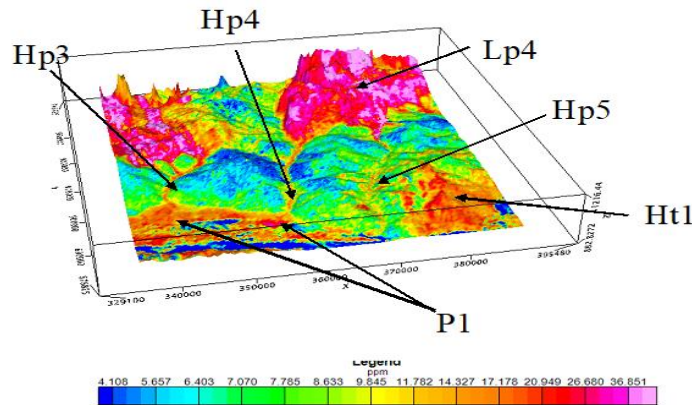 Hp4
Hp3
Lp4
Hp5
Ht1
P1
329100 340000 350000 360000 370000 380000 395480
X
Legend
ppm
4.108 5.657 6.403 7.070 7.785 8.633 9.845 11.782 14.327 17.178 20.949 26.680 36.851